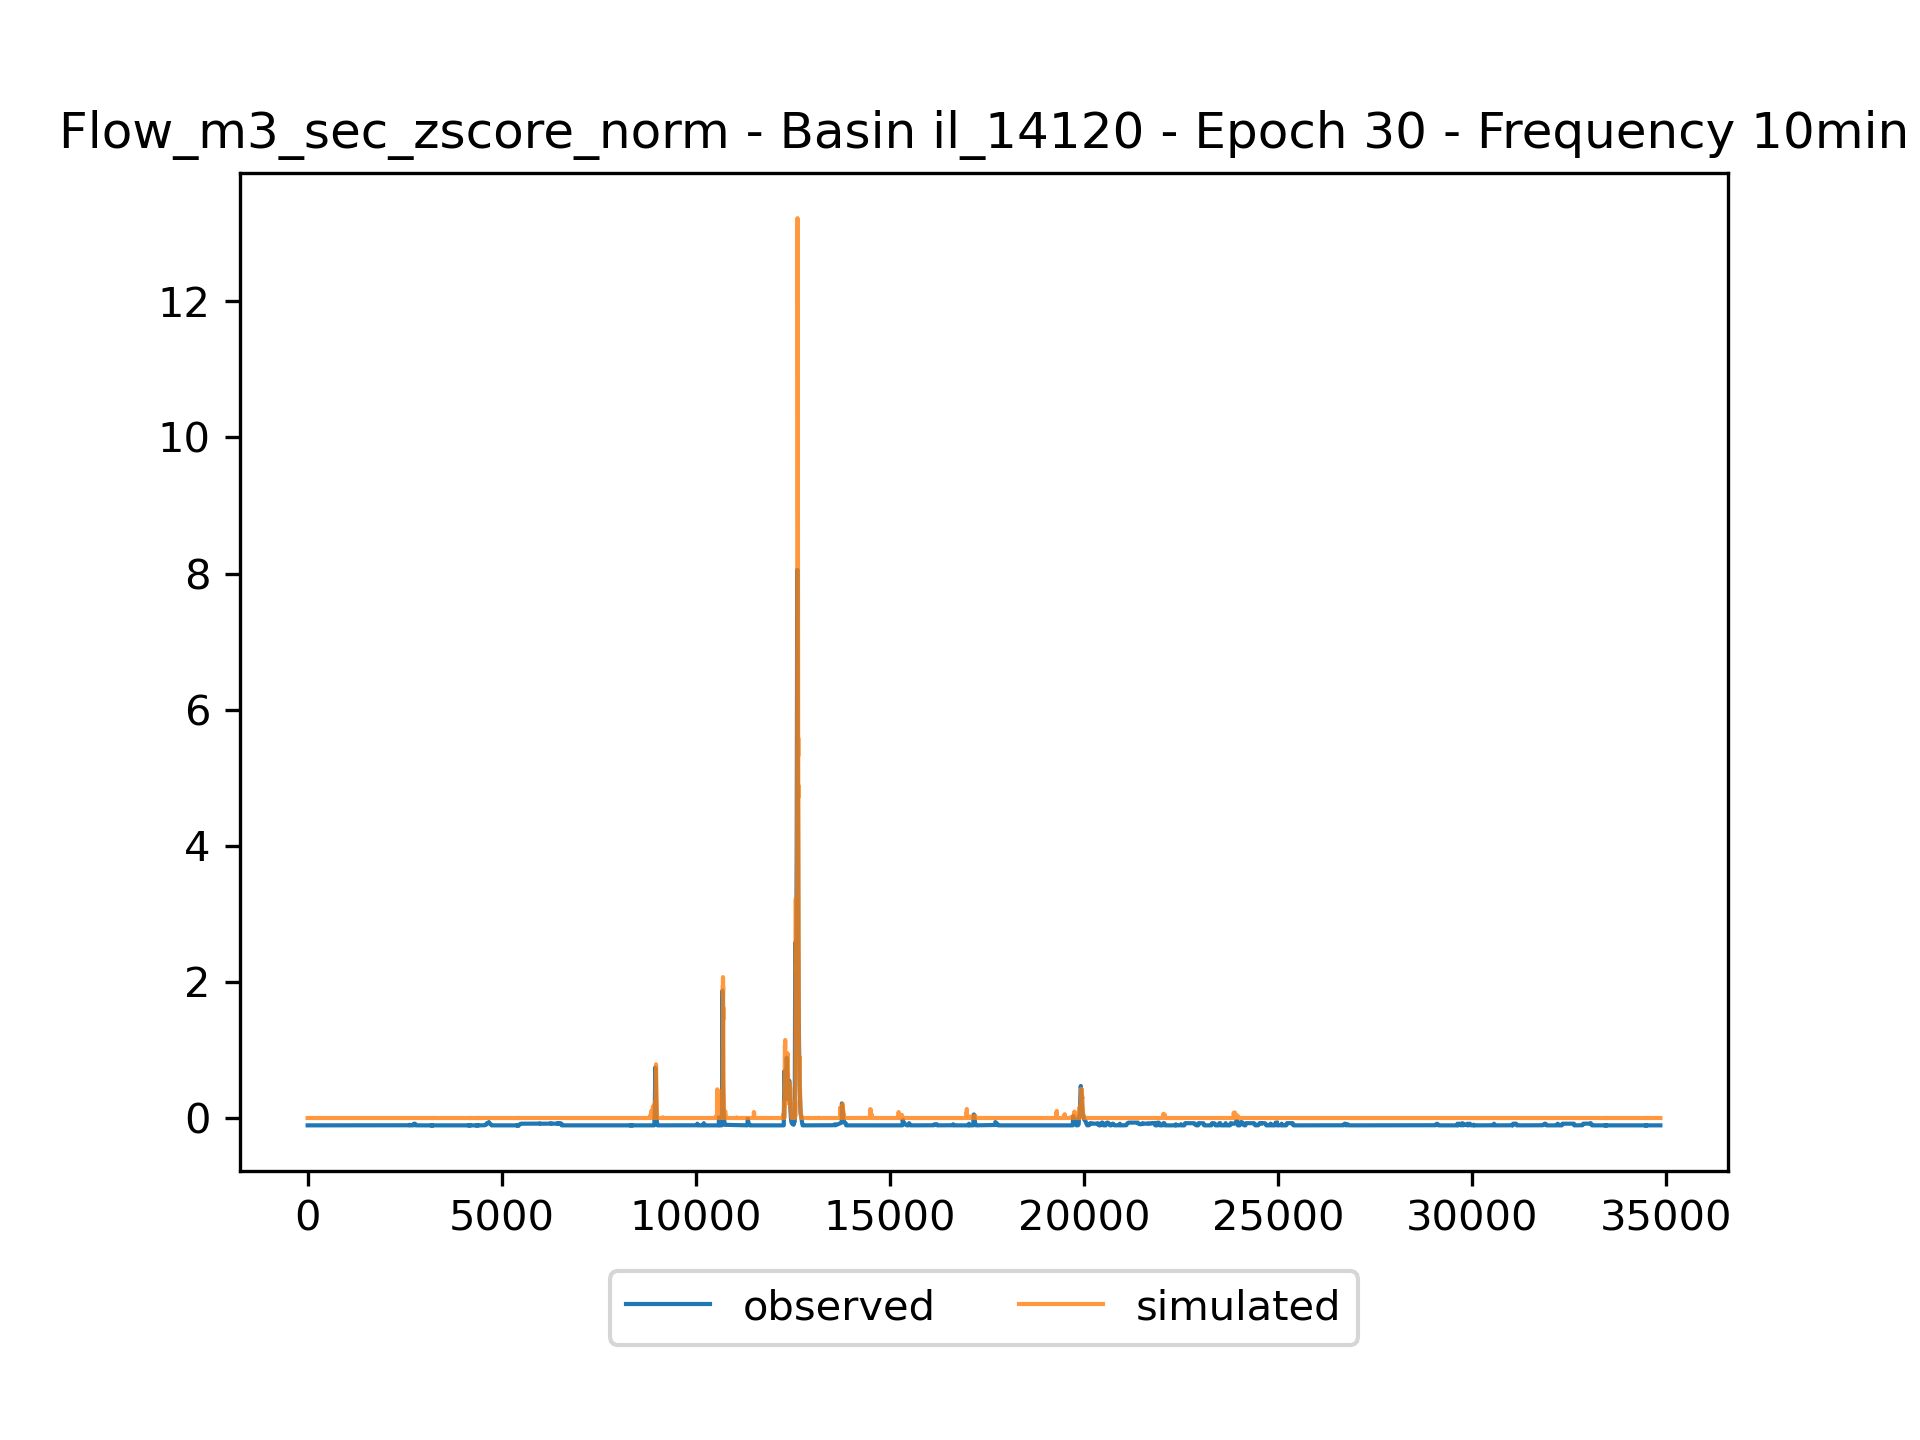 Flow_m3_sec_zscore_norm - Basin il_14120 - Epoch 30 - Frequency 10min
12
10
8
6
4
2
0
0 5000 10000 15000 20000 25000 30000 35000
observed simulated